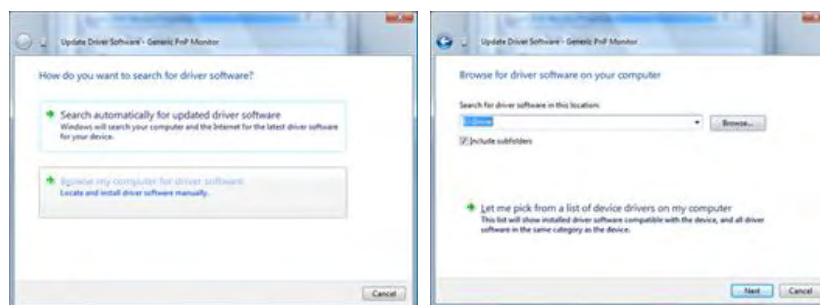 Update Driver Software - Generic PnP Monitor
How do you want to search for driver software?
Search automatically for updated driver software
Windows will search your computer and the Internet for the latest driver software
for your device.
Browse my computer for driver software
Locate and install driver software manually.
Cancel
Update Driver Software - Generic PnP Monitor
Browse for driver software on your computer
Search for driver software in this location:
Browse...
Include subfolders
Let me pick from a list of device drivers on my computer
This list will show installed driver software compatible with the device, and all driver
software in the same category as the device.
Next Cancel